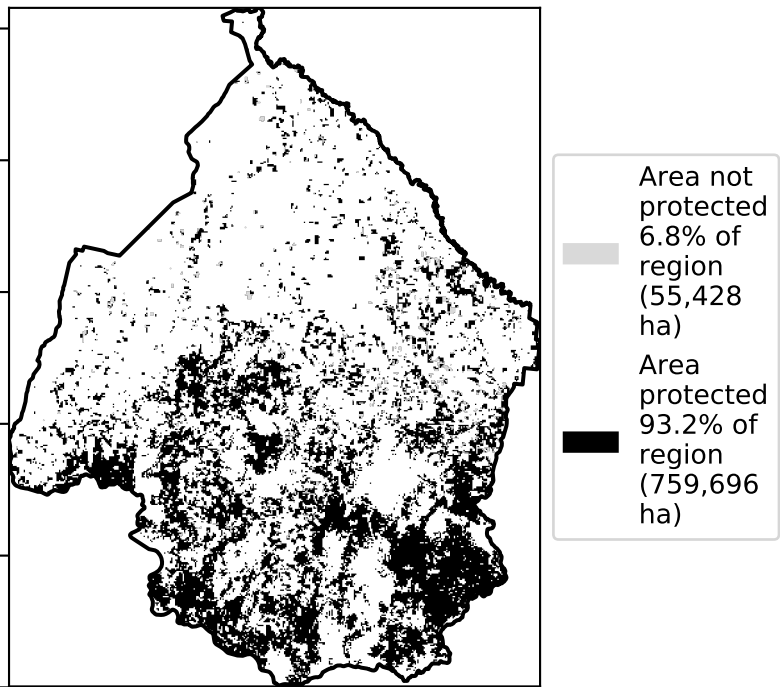 Area not
protected
6.8% of
region
(55,428
ha)
Area
protected
93.2% of
region
(759,696
ha)